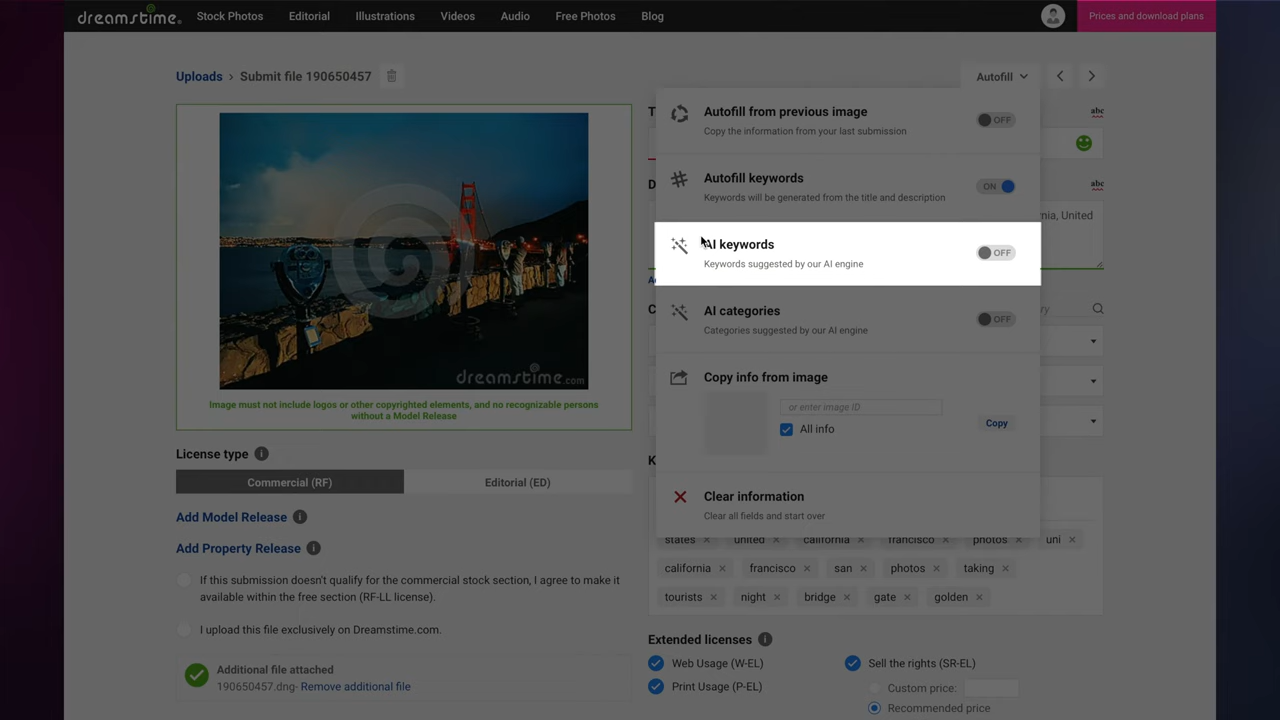 dreamstime.
Stock Photos
Editorial
Illustrations
Videos
Audio
Free Photos
Blog
Prices and download plans
Uploads › Submit file 190650457
Autofill
T
abc
Autofill from previous image
Copy the information from your last submission
OFF
D
abc
Autofill keywords
Keywords will be generated from the title and description
ON
nia, United
AI keywords
Keywords suggested by our AI engine
OFF
AI categories
Categories suggested by our AI engine
OFF
C
ry
Copy info from image
or enter image ID
All info
Copy
K
Clear information
Clear all fields and start over
dreamstime.com
Image must not include logos or other copyrighted elements, and no recognizable persons
without a Model Release
License type
Commercial (RF)
Editorial (ED)
Add Model Release
Add Property Release
If this submission doesn't qualify for the commercial stock section, I agree to make it
available within the free section (RF-LL license).
I upload this file exclusively on Dreamstime.com.
Additional file attached
190650457.dng- Remove additional file
states × united × california × francisco × photos × uni ×
california × francisco × san × photos × taking ×
tourists × night × bridge × gate × golden ×
Extended licenses
Web Usage (W-EL)
Sell the rights (SR-EL)
Print Usage (P-EL)
Custom price:
Recommended price